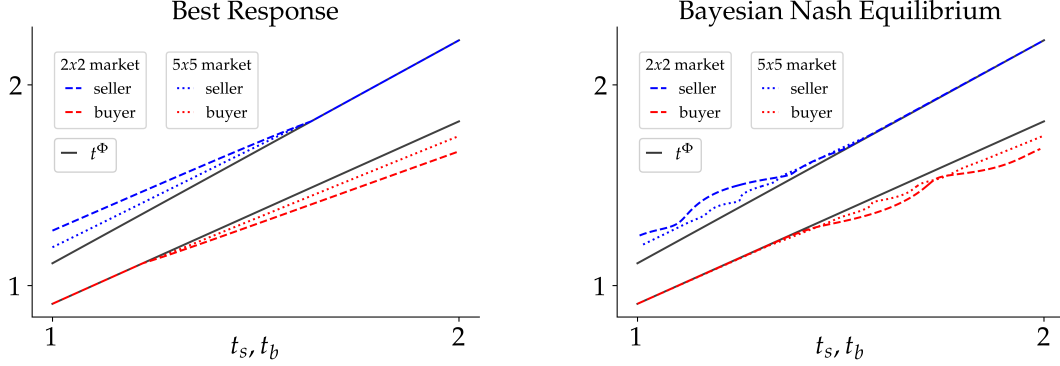 Best Response
2x2 market
5x5 market
seller
seller
buyer
buyer
t^Φ
2
1
1
2
t_s, t_b
Bayesian Nash Equilibrium
2x2 market
5x5 market
seller
seller
buyer
buyer
t^Φ
2
1
1
2
t_s, t_b